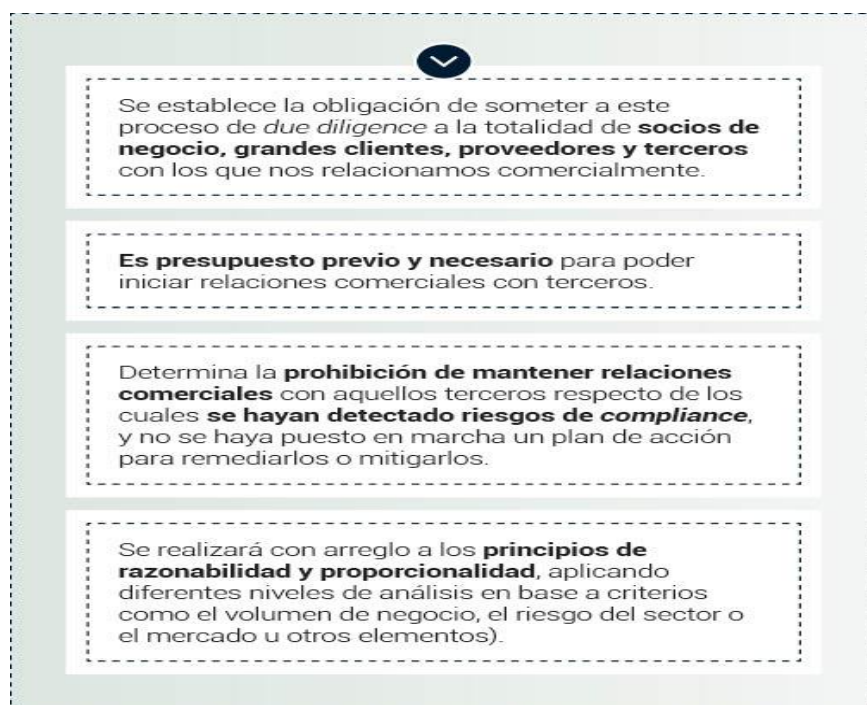 Se establece la obligación de someter a este
proceso de due diligence a la totalidad de socios de
negocio, grandes clientes, proveedores y terceros
con los que nos relacionamos comercialmente.
Es presupuesto previo y necesario para poder
iniciar relaciones comerciales con terceros.
Determina la prohibición de mantener relaciones
comerciales con aquellos terceros respecto de los
cuales se hayan detectado riesgos de compliance,
y no se haya puesto en marcha un plan de acción
para remediarlos o mitigarlos.
Se realizará con arreglo a los principios de
razonabilidad y proporcionalidad, aplicando
diferentes niveles de análisis en base a criterios
como el volumen de negocio, el riesgo del sector o
el mercado u otros elementos).